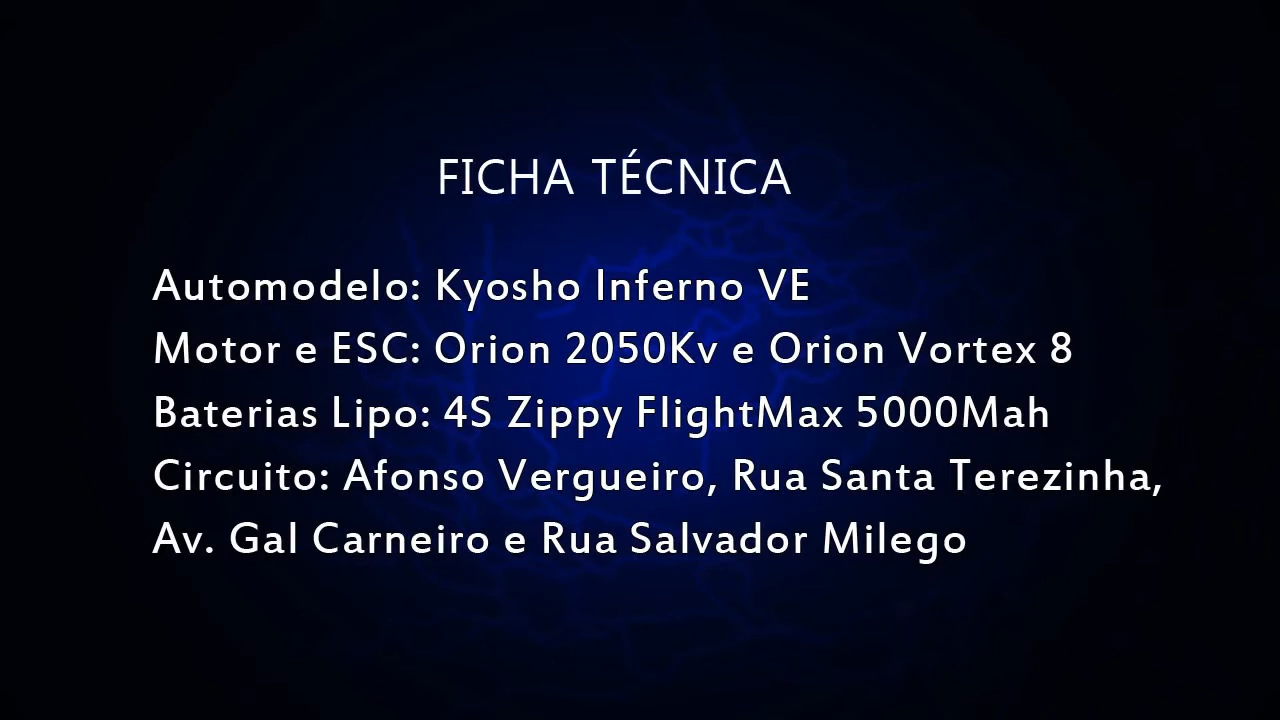 FICHA TÉCNICA
Automodelo: Kyosho Inferno VE
Motor e ESC: Orion 2050Kv e Orion Vortex 8
Baterias Lipo: 4S Zippy FlightMax 5000Mah
Circuito: Afonso Vergueiro, Rua Santa Terezinha,
Av. Gal Carneiro e Rua Salvador Milego